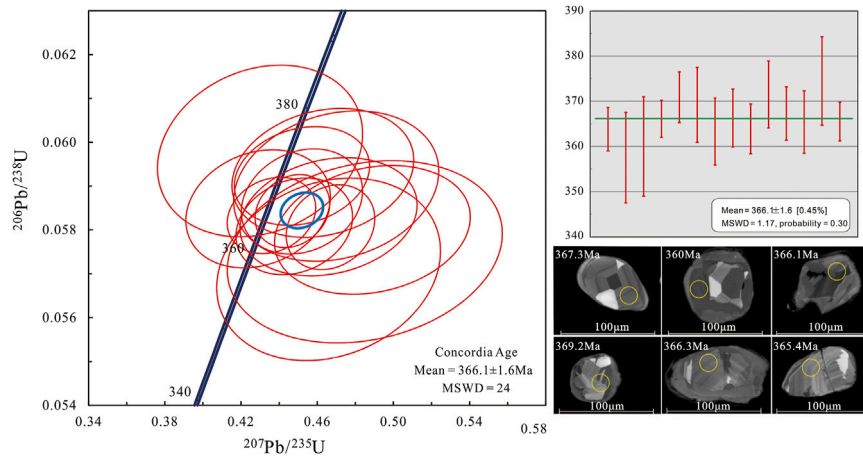 0.062
0.060
0.058
0.056
0.054
²⁰⁶Pb/²³⁸U
380
360
340
Concordia Age
Mean = 366.1±1.6Ma
MSWD = 24
0.34
0.38
0.42
0.46
0.50
0.54
0.58
²⁰⁷Pb/²³⁵U
390
380
370
360
350
340
Mean = 366.1±1.6 [0.45%]
MSWD = 1.17, probability = 0.30
367.3Ma
100μm
360Ma
100μm
366.1Ma
100μm
369.2Ma
100μm
366.3Ma
100μm
365.4Ma
100μm